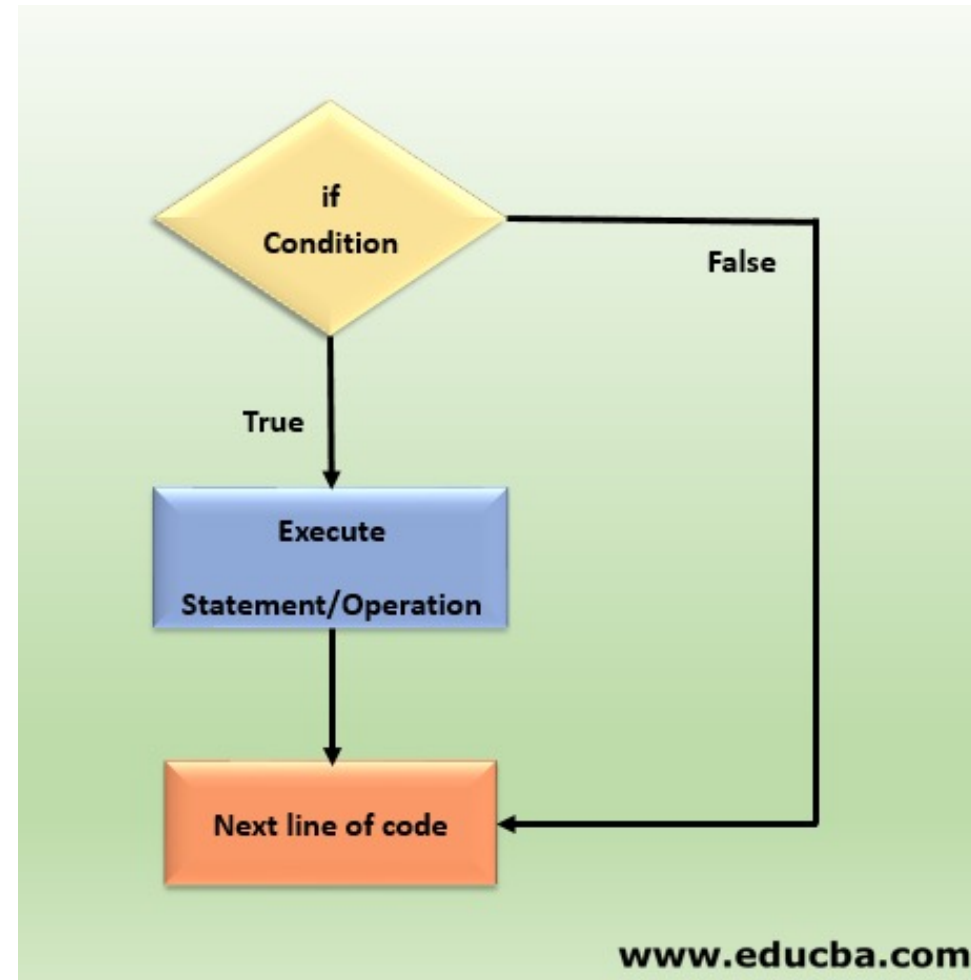 if
Condition
False
True
Execute
Statement/Operation
Next line of code
www.educba.com